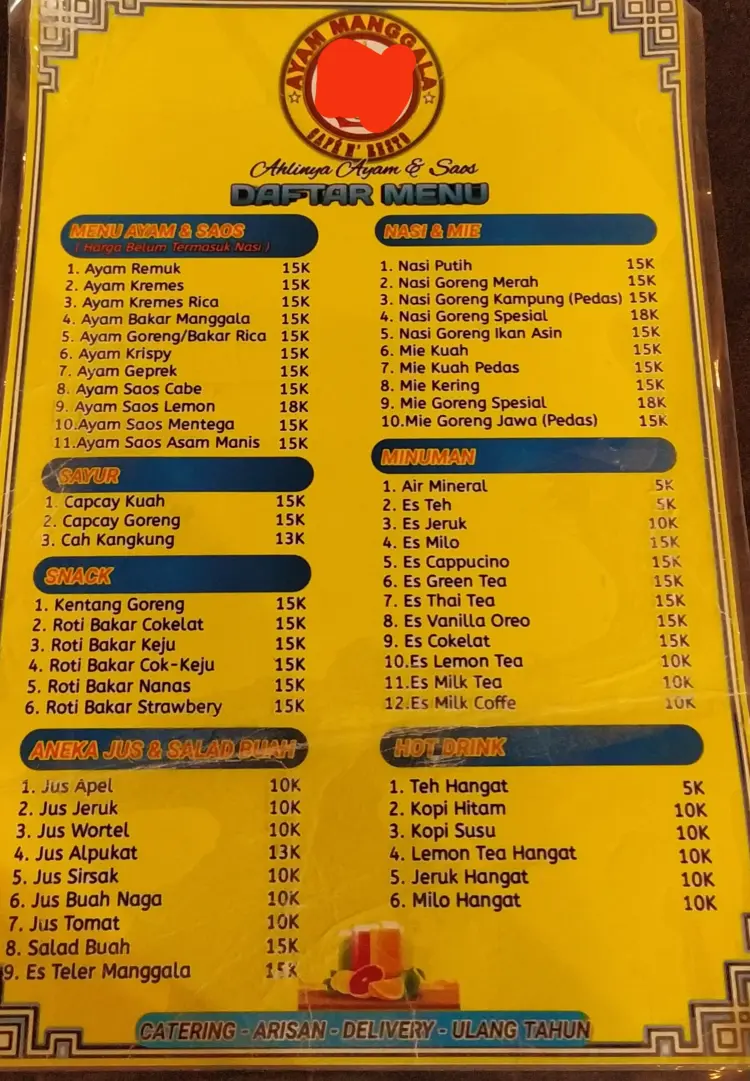 AYAM MANGGALA
CAFÉ N' RESTO
Ahlinya Ayam & Saos
DAFTAR MENU
MENU AYAM & SAOS
( Harga Belum Termasuk Nasi )
1. Ayam Remuk 15K
2. Ayam Kremes 15K
3. Ayam Kremes Rica 15K
4. Ayam Bakar Manggala 15K
5. Ayam Goreng/Bakar Rica 15K
6. Ayam Krispy 15K
7. Ayam Geprek 15K
8. Ayam Saos Cabe 15K
9. Ayam Saos Lemon 18K
10.Ayam Saos Mentega 15K
11.Ayam Saos Asam Manis 15K
SAYUR
1. Capcay Kuah 15K
2. Capcay Goreng 15K
3. Cah Kangkung 13K
SNACK
1. Kentang Goreng 15K
2. Roti Bakar Cokelat 15K
3. Roti Bakar Keju 15K
4. Roti Bakar Cok-Keju 15K
5. Roti Bakar Nanas 15K
6. Roti Bakar Strawbery 15K
ANEKA JUS & SALAD BUAH
1. Jus Apel 10K
2. Jus Jeruk 10K
3. Jus Wortel 10K
4. Jus Alpukat 13K
5. Jus Sirsak 10K
6. Jus Buah Naga 10K
7. Jus Tomat 10K
8. Salad Buah 15K
9. Es Teler Manggala 15K
NASI & MIE
1. Nasi Putih 15K
2. Nasi Goreng Merah 15K
3. Nasi Goreng Kampung (Pedas) 15K
4. Nasi Goreng Spesial 18K
5. Nasi Goreng Ikan Asin 15K
6. Mie Kuah 15K
7. Mie Kuah Pedas 15K
8. Mie Kering 15K
9. Mie Goreng Spesial 18K
10.Mie Goreng Jawa (Pedas) 15K
MINUMAN
1. Air Mineral 5K
2. Es Teh 5K
3. Es Jeruk 10K
4. Es Milo 15K
5. Es Cappucino 15K
6. Es Green Tea 15K
7. Es Thai Tea 15K
8. Es Vanilla Oreo 15K
9. Es Cokelat 15K
10.Es Lemon Tea 10K
11.Es Milk Tea 10K
12.Es Milk Coffe 10K
HOT DRINK
1. Teh Hangat 5K
2. Kopi Hitam 10K
3. Kopi Susu 10K
4. Lemon Tea Hangat 10K
5. Jeruk Hangat 10K
6. Milo Hangat 10K
CATERING - ARISAN - DELIVERY - ULANG TAHUN